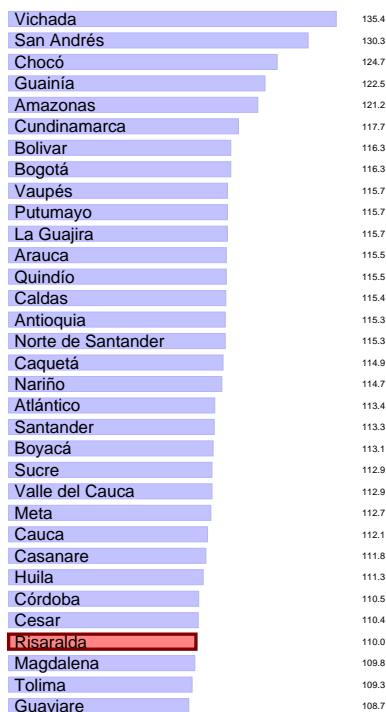 Vichada 135.4
San Andrés 130.3
Chocó 124.7
Guainía 122.5
Amazonas 121.2
Cundinamarca 117.7
Bolivar 116.3
Bogotá 116.3
Vaupés 115.7
Putumayo 115.7
La Guajira 115.7
Arauca 115.5
Quindío 115.5
Caldas 115.4
Antioquia 115.3
Norte de Santander 115.3
Caquetá 114.9
Nariño 114.7
Atlántico 113.4
Santander 113.3
Boyacá 113.1
Sucre 112.9
Valle del Cauca 112.9
Meta 112.7
Cauca 112.1
Casanare 111.8
Huila 111.3
Córdoba 110.5
Cesar 110.4
Risaralda 110.0
Magdalena 109.8
Tolima 109.3
Guaviare 108.7